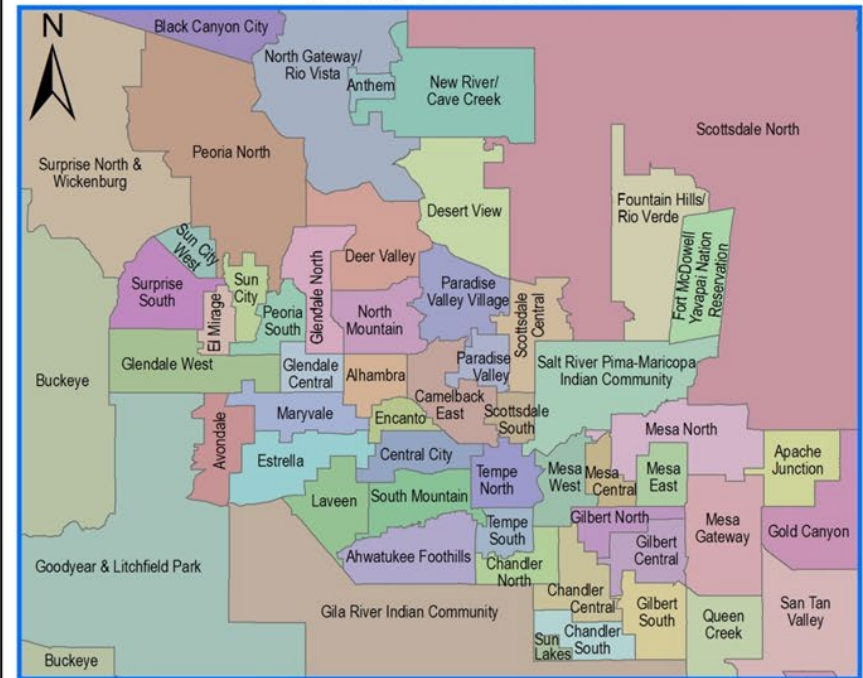 N
Black Canyon City
North Gateway/
Rio Vista
Anthem
New River/
Cave Creek
Scottsdale North
Peoria North
Surprise North &
Wickenburg
Desert View
Fountain Hills/
Rio Verde
Fort McDowell
Yavapai Nation
Reservation
Sun City
West
Deer Valley
Glendale North
Surprise
South
Sun
City
El Mirage
Peoria
South
North
Mountain
Paradise
Valley Village
Scottsdale
Central
Buckeye
Glendale West
Glendale
Central
Alhambra
Paradise
Valley
Salt River Pima-Maricopa
Indian Community
Camelback
East
Avondale
Maryvale
Encanto
Scottsdale
South
Mesa North
Estrella
Central City
Tempe
North
Mesa
West
Mesa
Central
Mesa
East
Apache
Junction
Laveen
South Mountain
Tempe
South
Gilbert North
Mesa
Gateway
Gold Canyon
Goodyear & Litchfield Park
Ahwatukee Foothills
Chandler
North
Gilbert
Central
Gila River Indian Community
Chandler
Central
Gilbert
South
Queen
Creek
San Tan
Valley
Sun
Lakes
Chandler
South
Buckeye